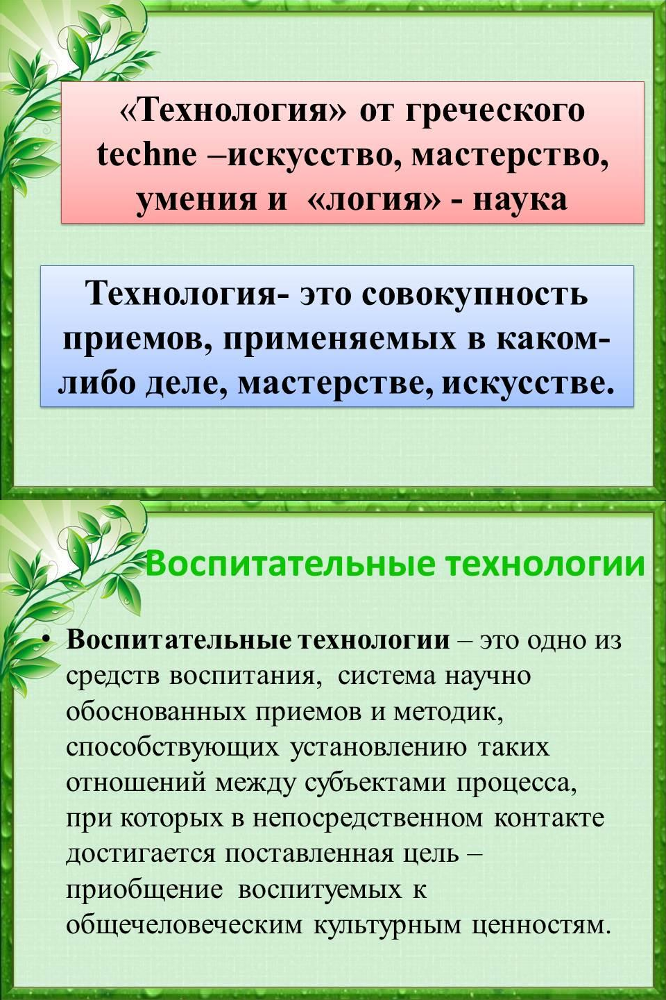 «Технология» от греческого
techne –искусство, мастерство,
умения и «логия» - наука
Технология- это совокупность
приемов, применяемых в каком-
либо деле, мастерстве, искусстве.
Воспитательные технологии
• Воспитательные технологии – это одно из
средств воспитания, система научно
обоснованных приемов и методик,
способствующих установлению таких
отношений между субъектами процесса,
при которых в непосредственном контакте
достигается поставленная цель –
приобщение воспитуемых к
общечеловеческим культурным ценностям.